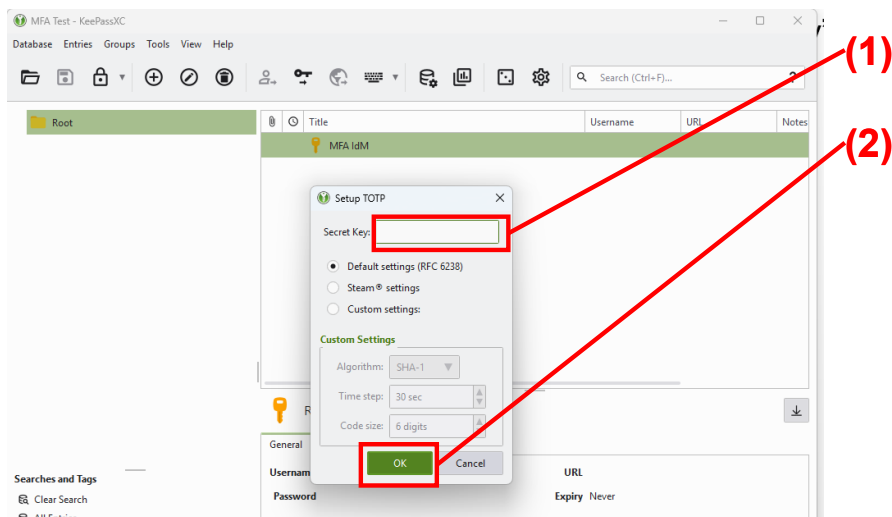 MFA Test - KeePassXC
Database Entries Groups Tools View Help
Search (Ctrl+F)...
?
(1)
Root
Title Username URL Notes
MFA IdM
(2)
Setup TOTP
Secret Key:
Default settings (RFC 6238)
Steam® settings
Custom settings:
Custom Settings
Algorithm: SHA-1
Time step: 30 sec
Code size: 6 digits
OK Cancel
General
URL
Password Expiry Never
Searches and Tags
Clear Search